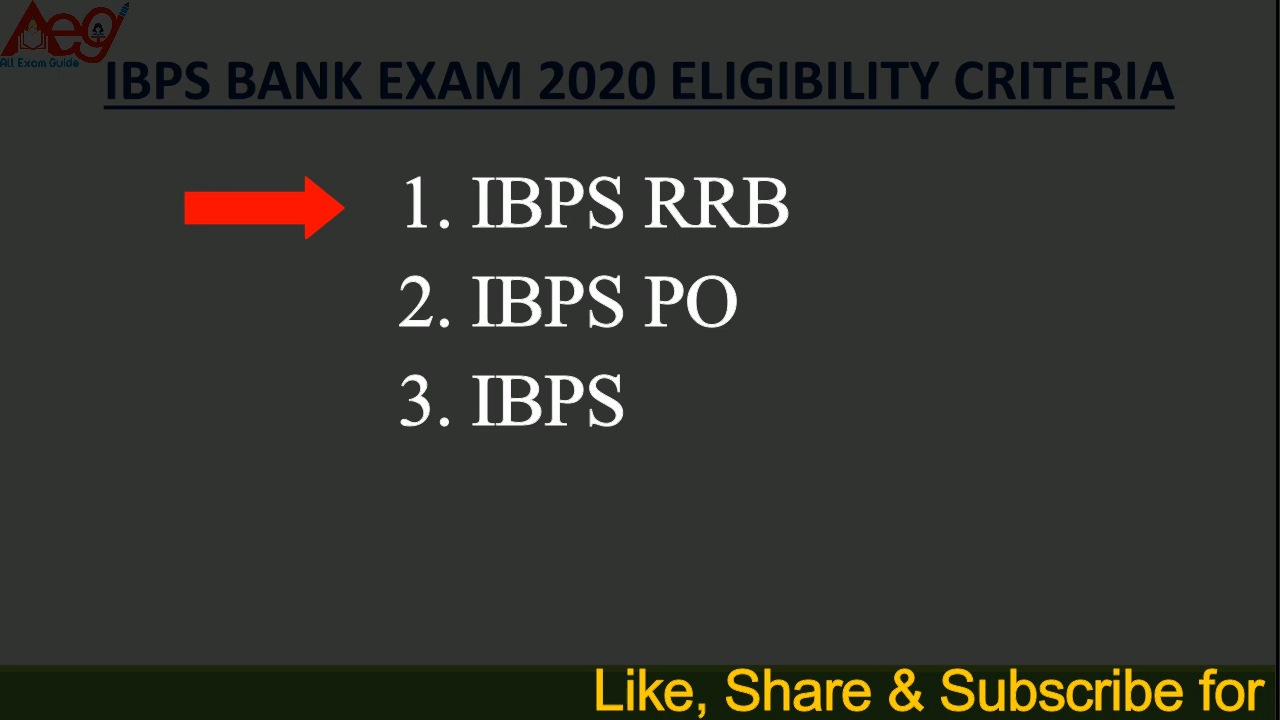 Aeg
All Exam Guide
IBPS BANK EXAM 2020 ELIGIBILITY CRITERIA
1. IBPS RRB
2. IBPS PO
3. IBPS
Like, Share & Subscribe for